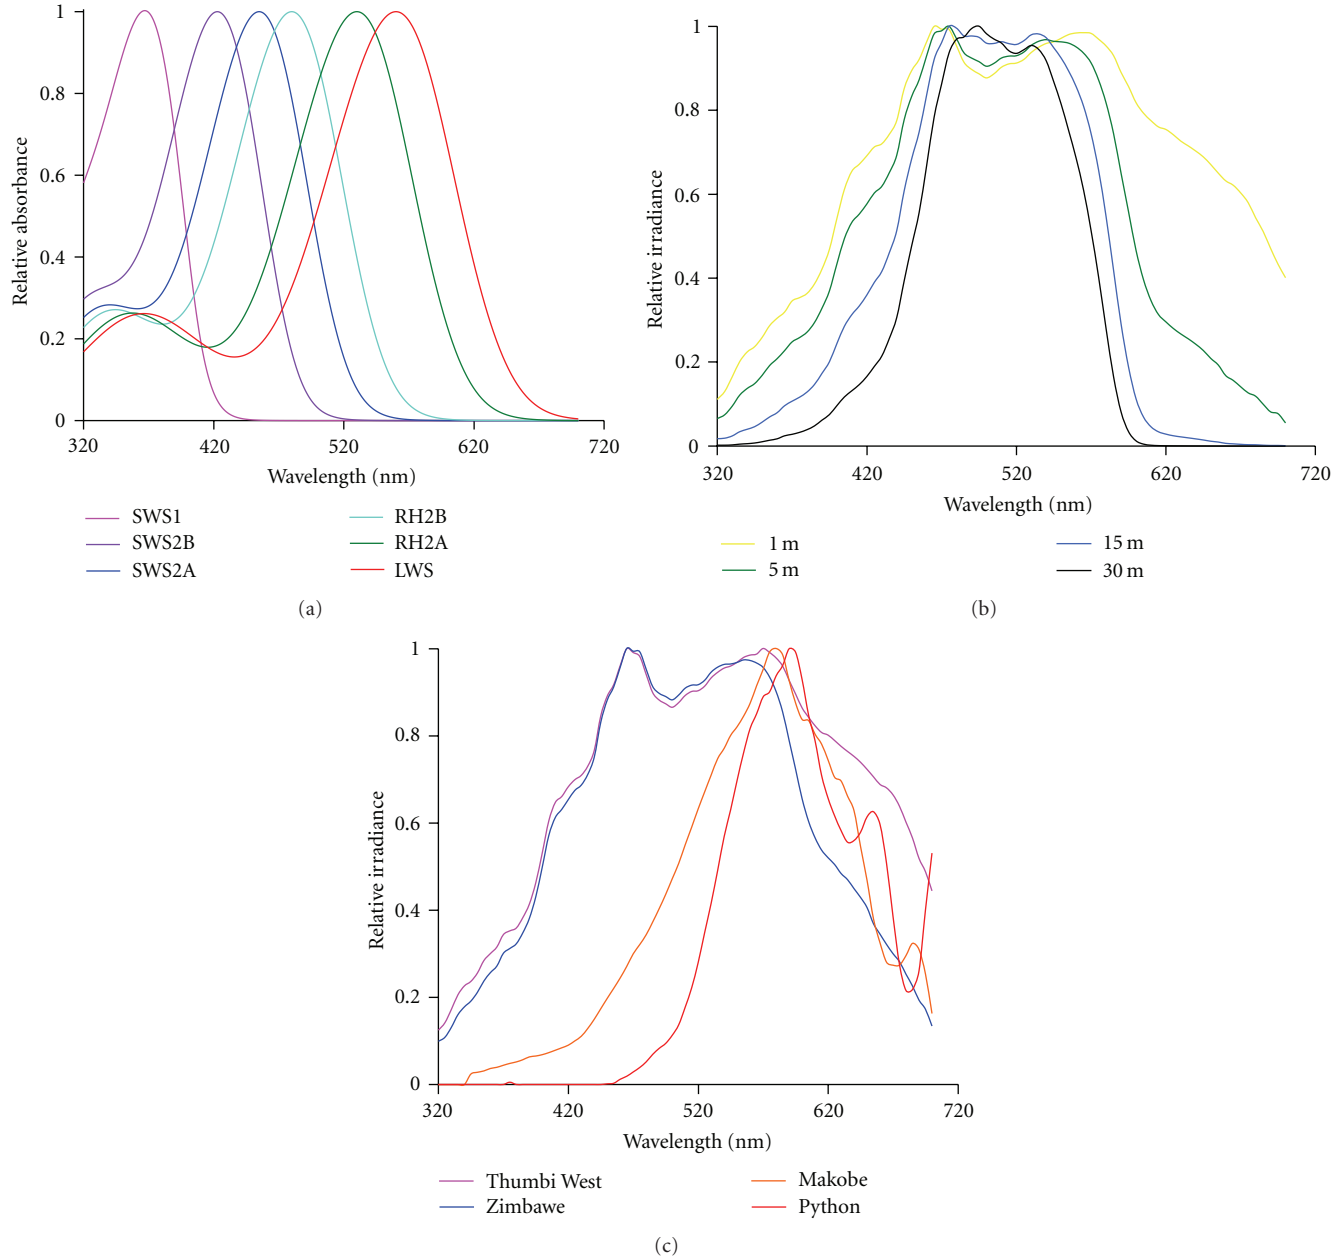 1
0.8
0.6
0.4
0.2
0
Relative absorbance
320
420
520
620
720
Wavelength (nm)
SWS1
SWS2B
SWS2A
RH2B
RH2A
LWS
(a)
1
0.8
0.6
0.4
0.2
0
Relative irradiance
320
420
520
620
720
Wavelength (nm)
1 m
5 m
15 m
30 m
(b)
1
0.8
0.6
0.4
0.2
0
Relative irradiance
320
420
520
620
720
Wavelength (nm)
Thumbi West
Zimbawe
Makobe
Python
(c)